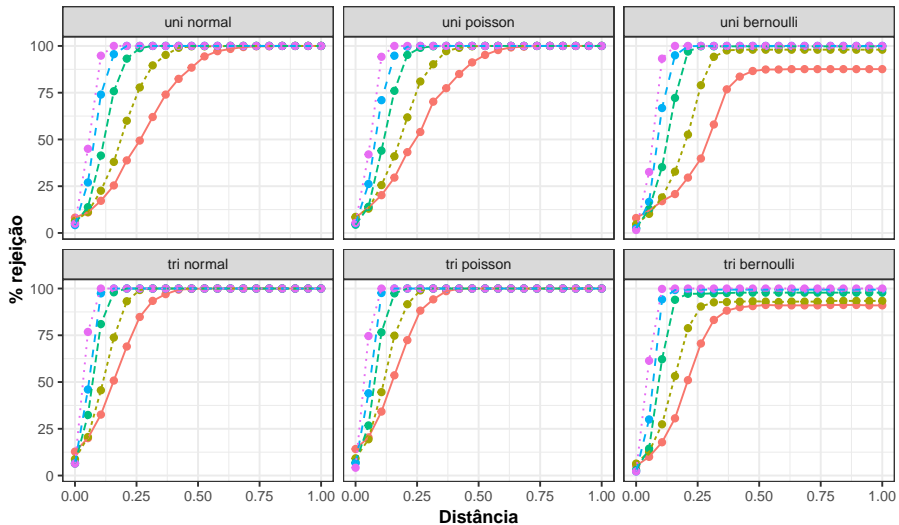 uni normal
uni poisson
uni bernoulli
100
75
50
25
0
tri normal
tri poisson
tri bernoulli
100
75
50
25
0
0.00 0.25 0.50 0.75 1.00
0.00 0.25 0.50 0.75 1.00
0.00 0.25 0.50 0.75 1.00
% rejeição
Distância